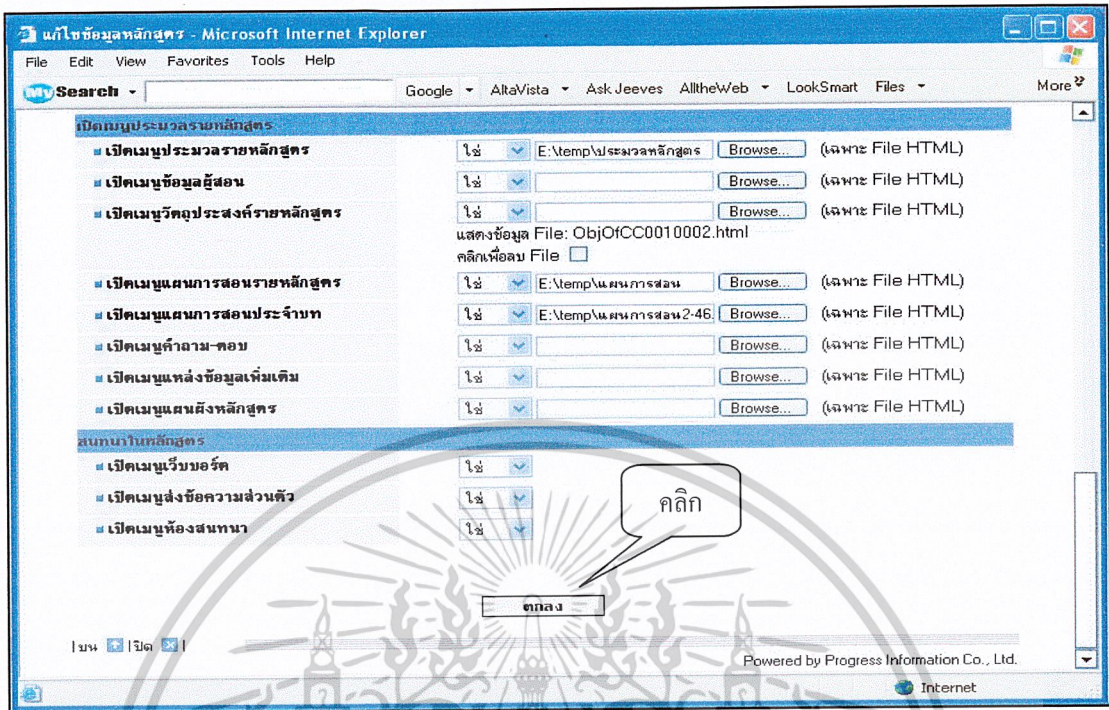 แก้ไขข้อมูลหลักสูตร - Microsoft Internet Explorer
File Edit View Favorites Tools Help
My Search Google AltaVista Ask Jeeves AlltheWeb LookSmart Files More
เปิดเมนูประมวลรายหลักสูตร
เปิดเมนูประมวลรายหลักสูตร ใช่ E:\temp\ประมวลหลักสูตร Browse... (เฉพาะ File HTML)
เปิดเมนูข้อมูลผู้สอน ใช่ Browse... (เฉพาะ File HTML)
เปิดเมนูวัตถุประสงค์รายหลักสูตร ใช่ Browse... (เฉพาะ File HTML)
แสดงข้อมูล File: ObjOfCC0010002.html
คลิกเพื่อลบ File
เปิดเมนูแผนการสอนรายหลักสูตร ใช่ E:\temp\แผนการสอน Browse... (เฉพาะ File HTML)
เปิดเมนูแผนการสอนประจำบท ใช่ E:\temp\แผนการสอน2-46. Browse... (เฉพาะ File HTML)
เปิดเมนูคำถาม-ตอบ ใช่ Browse... (เฉพาะ File HTML)
เปิดเมนูแหล่งข้อมูลเพิ่มเติม ใช่ Browse... (เฉพาะ File HTML)
เปิดเมนูแผนผังหลักสูตร ใช่ Browse... (เฉพาะ File HTML)
สนทนาในหลักสูตร
เปิดเมนูเว็บบอร์ด ใช่
เปิดเมนูส่งข้อความส่วนตัว ใช่
เปิดเมนูห้องสนทนา ใช่
คลิก
ตกลง
|บน |ปิด |
Powered by Progress Information Co., Ltd.
Internet